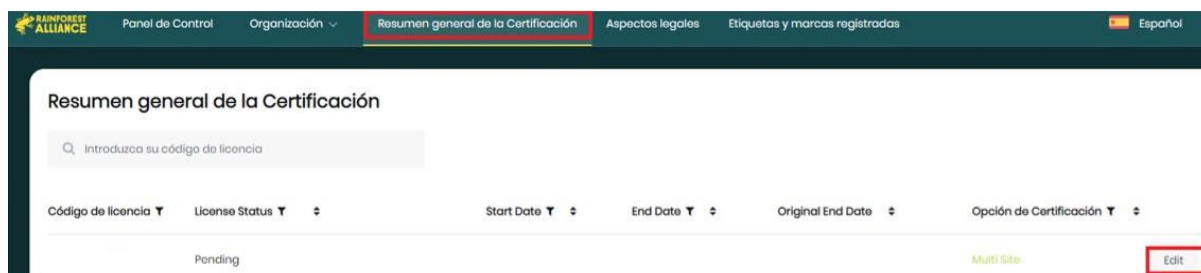 RAINFOREST ALLIANCE Panel de Control Organización Resumen general de la Certificación Aspectos legales Etiquetas y marcas registradas Español
Resumen general de la Certificación
Introduzca su código de licencia
Código de licencia License Status Start Date End Date Original End Date Opción de Certificación
Pending Multi Site Edit